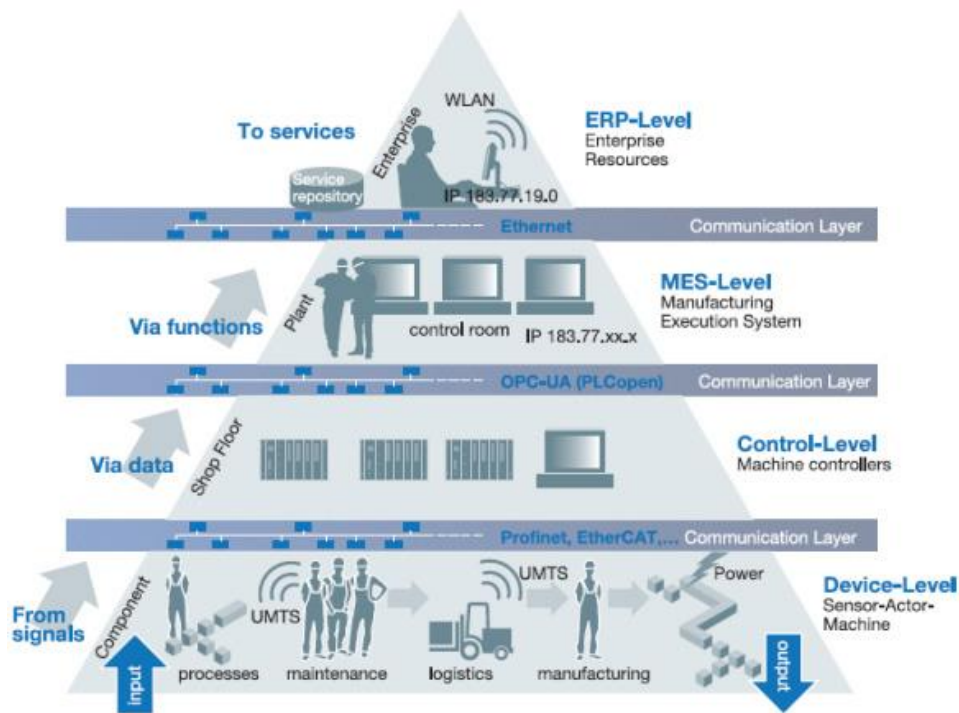 WLAN
ERP-Level
Enterprise
Resources
To services
Enterprise
Service
repository
IP 183.77.19.0
Ethernet
Communication Layer
MES-Level
Manufacturing
Execution System
Plant
Via functions
control room
IP 183.77.xx.x
OPC-UA (PLCopen)
Communication Layer
Control-Level
Machine controllers
Shop Floor
Via data
Profinet, EtherCAT,...
Communication Layer
Device-Level
Sensor-Actor-
Machine
Component
From
signals
UMTS
UMTS
Power
input
processes
maintenance
logistics
manufacturing
output